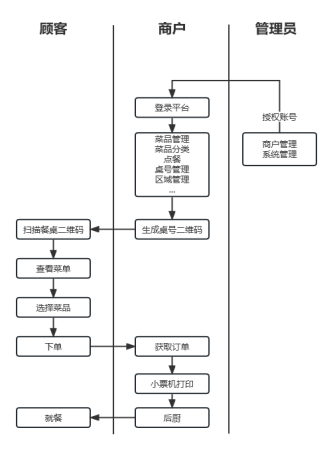 顾客
商户
管理员
登录平台
授权账号
菜品管理
菜品分类
点餐
桌号管理
区域管理
...
商户管理
系统管理
扫描餐桌二维码
生成桌号二维码
查看菜单
选择菜品
下单
获取订单
小票机打印
就餐
后厨